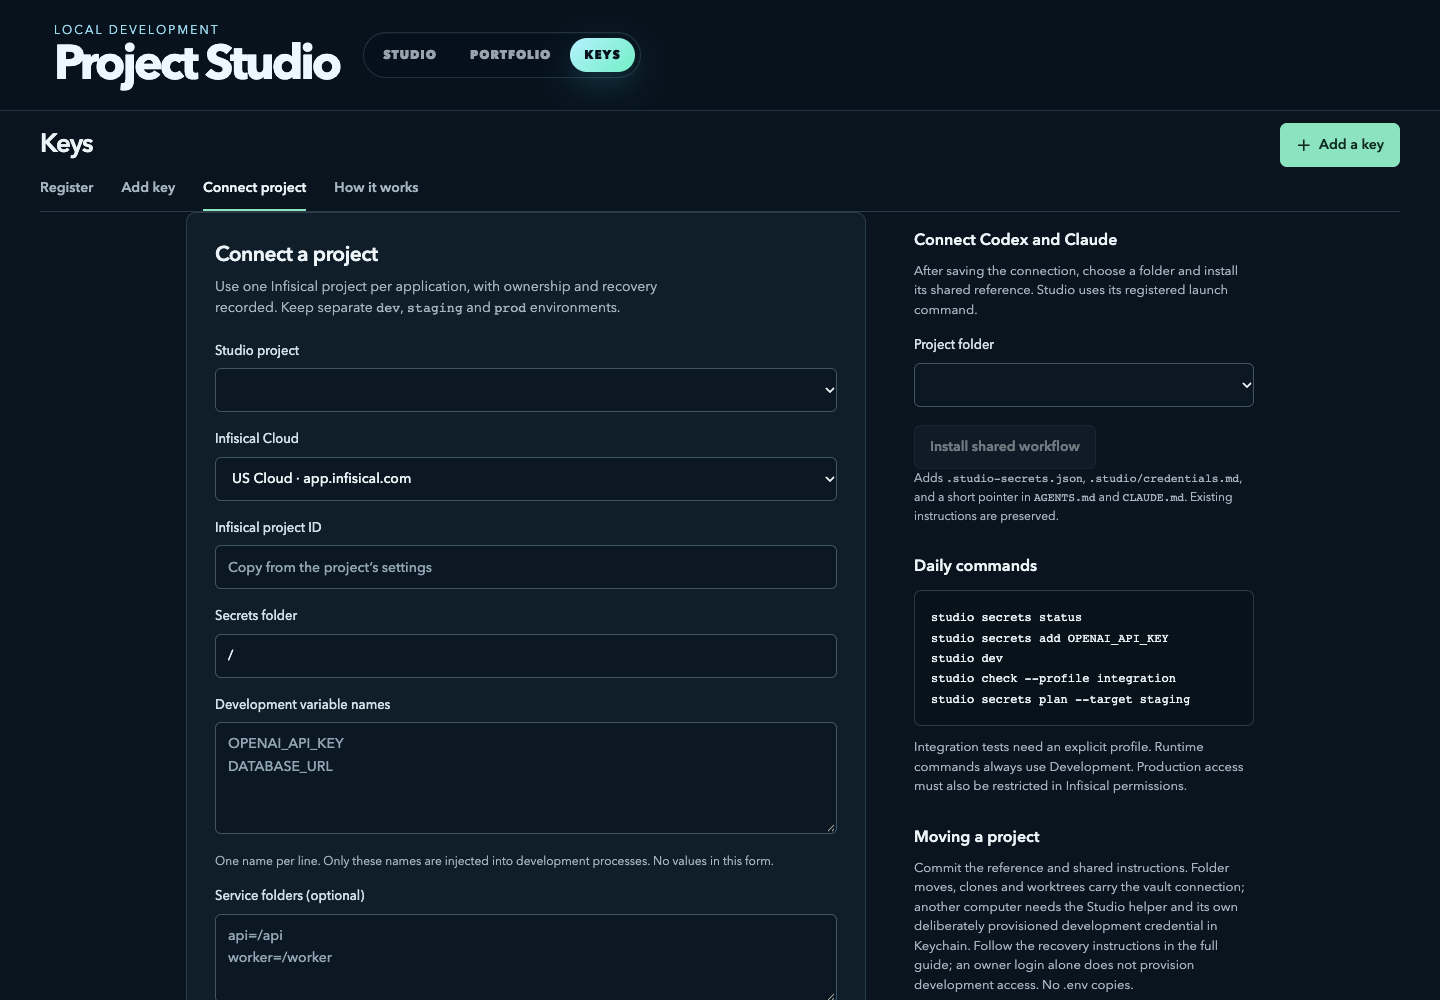 LOCAL DEVELOPMENT
Project Studio
STUDIO
PORTFOLIO
KEYS
Keys
+ Add a key
Register
Add key
Connect project
How it works
Connect a project
Use one Infisical project per application, with ownership and recovery
recorded. Keep separate dev, staging and prod environments.
Studio project
Infisical Cloud
US Cloud · app.infisical.com
Infisical project ID
Copy from the project’s settings
Secrets folder
/
Development variable names
OPENAI_API_KEY
DATABASE_URL
One name per line. Only these names are injected into development processes. No values in this form.
Service folders (optional)
api=/api
worker=/worker
Connect Codex and Claude
After saving the connection, choose a folder and install
its shared reference. Studio uses its registered launch
command.
Project folder
Install shared workflow
Adds .studio-secrets.json, .studio/credentials.md,
and a short pointer in AGENTS.md and CLAUDE.md. Existing
instructions are preserved.
Daily commands
studio secrets status
studio secrets add OPENAI_API_KEY
studio dev
studio check --profile integration
studio secrets plan --target staging
Integration tests need an explicit profile. Runtime
commands always use Development. Production access
must also be restricted in Infisical permissions.
Moving a project
Commit the reference and shared instructions. Folder
moves, clones and worktrees carry the vault connection;
another computer needs the Studio helper and its own
deliberately provisioned development credential in
Keychain. Follow the recovery instructions in the full
guide; an owner login alone does not provision
development access. No .env copies.